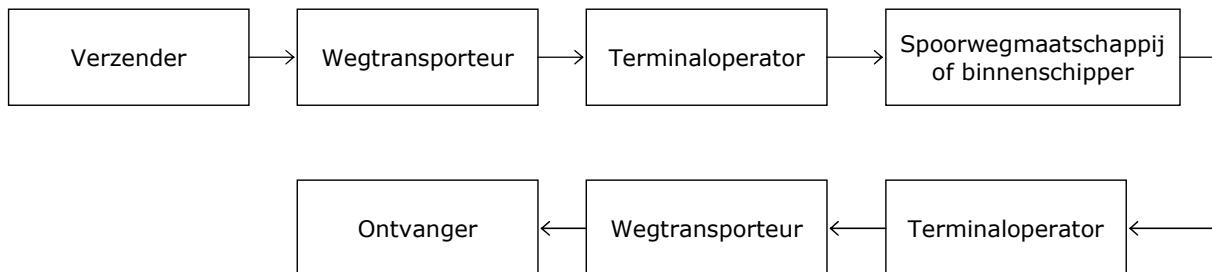 Verzender
Wegtransporteur
Terminaloperator
Spoorwegmaatschappij
of binnenschipper
Ontvanger
Wegtransporteur
Terminaloperator